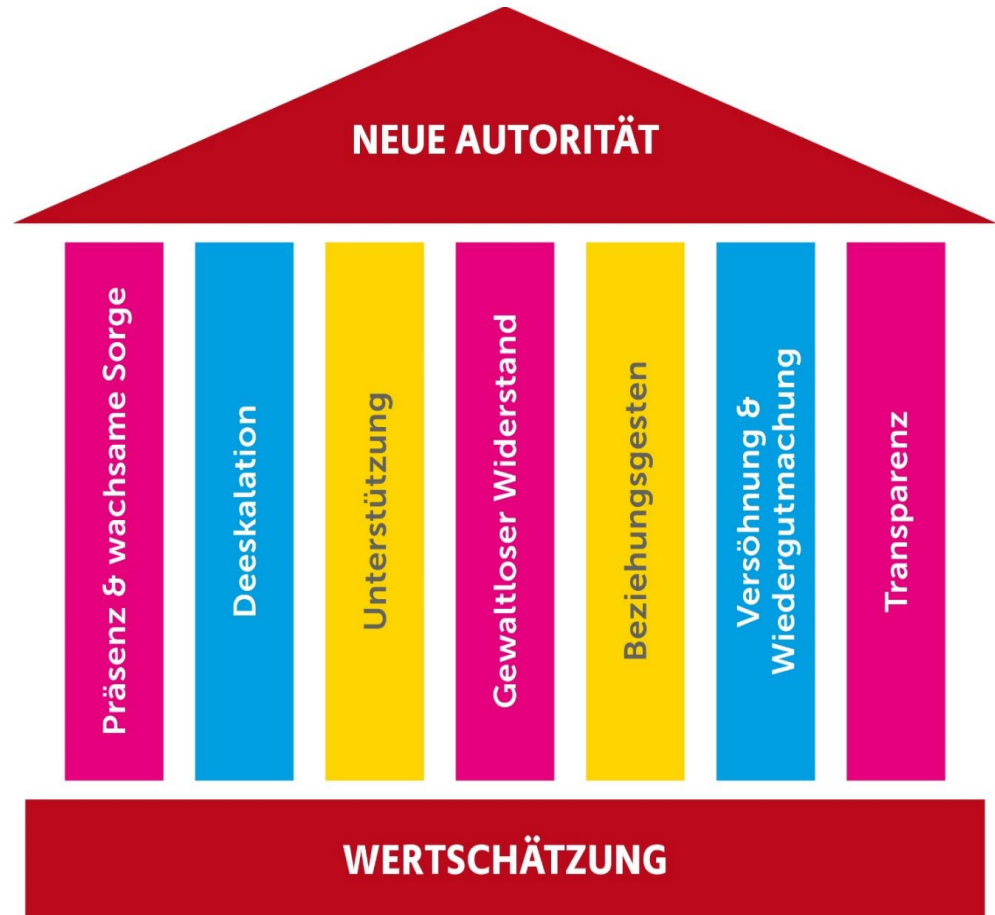 NEUE AUTORITÄT
Präsenz & wachsame Sorge
Deeskalation
Unterstützung
Gewaltloser Widerstand
Beziehungsgesten
Versöhnung &
Wiedergutmachung
Transparenz
WERTSCHÄTZUNG